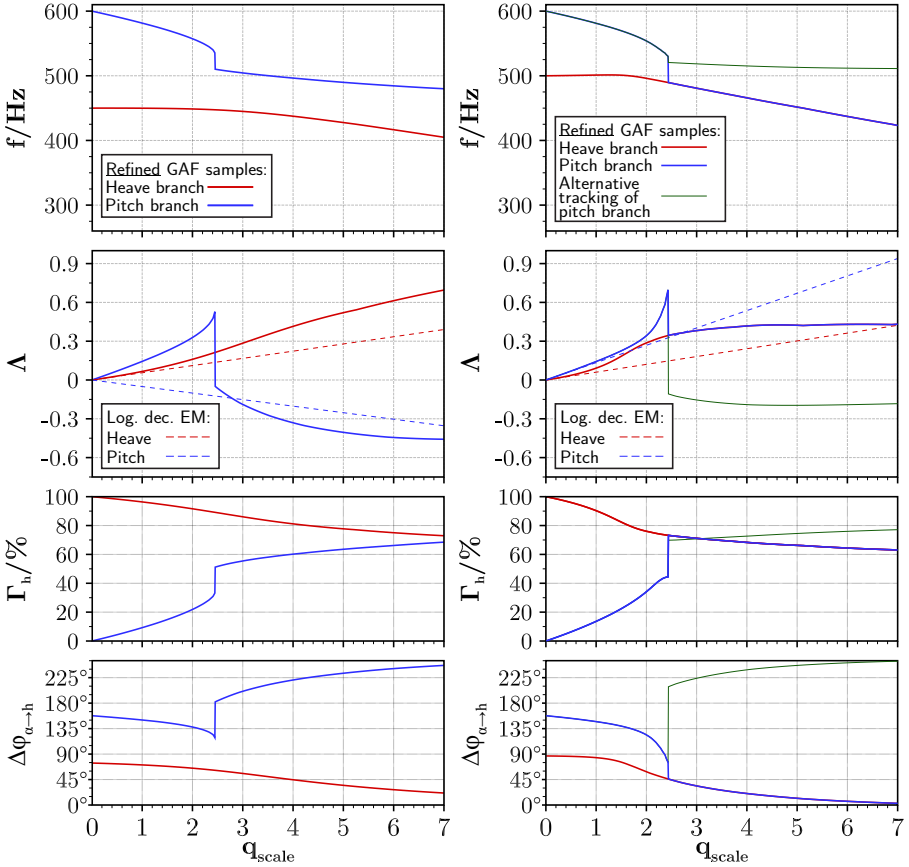 600
500
400
300
f/Hz
Refined GAF samples:
Heave branch
Pitch branch
600
500
400
300
f/Hz
Refined GAF samples:
Heave branch
Pitch branch
Alternative
tracking of
pitch branch
0.9
0.6
0.3
0
-0.3
-0.6
Λ
Log. dec. EM:
Heave
Pitch
0.9
0.6
0.3
0
-0.3
-0.6
Λ
Log. dec. EM:
Heave
Pitch
100
80
60
40
20
0
Γh/%
100
80
60
40
20
0
Γh/%
225°
180°
135°
90°
45°
0°
Δφα→h
0 1 2 3 4 5 6 7
qscale
225°
180°
135°
90°
45°
0°
Δφα→h
0 1 2 3 4 5 6 7
qscale